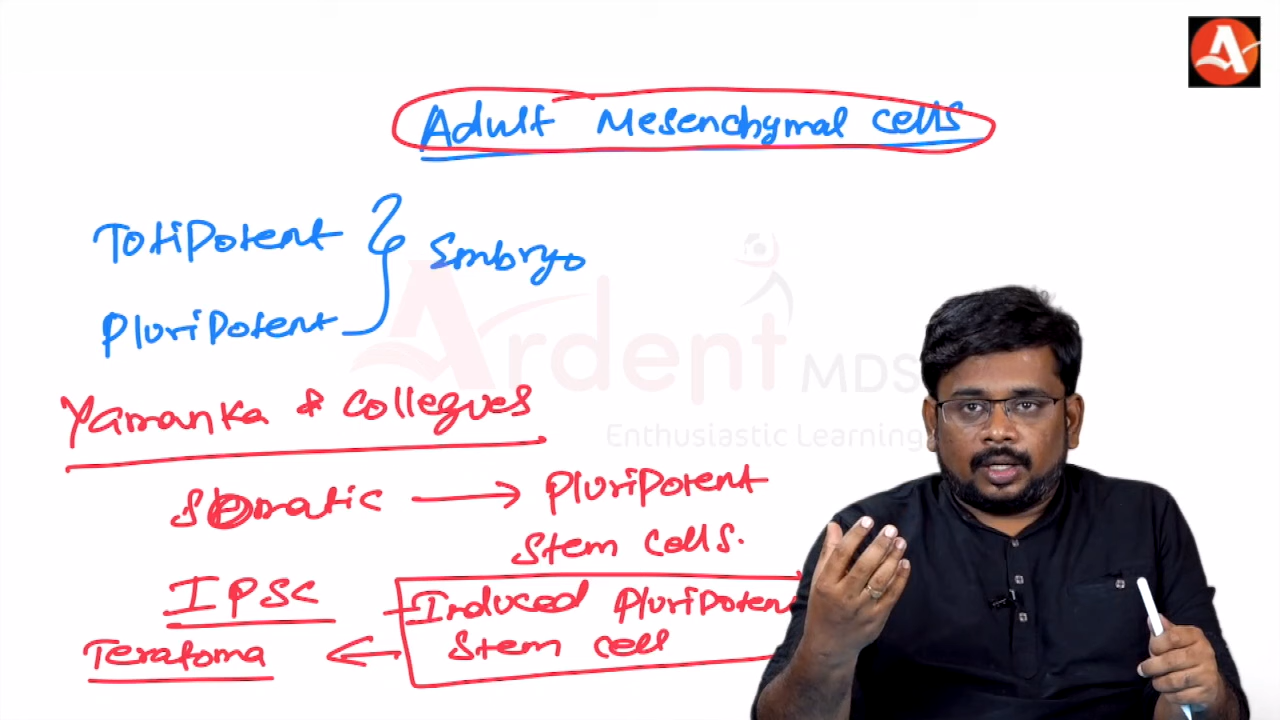 Adult Mesenchymal cells
Totipotent
Embryo
Pluripotent
Ardent
MDS
Enthusiastic Learning
Yamanka & Collegues
Somatic → Pluripotent
Stem Cells.
IPSC
Induced Pluripotent
Stem cell
Teratoma